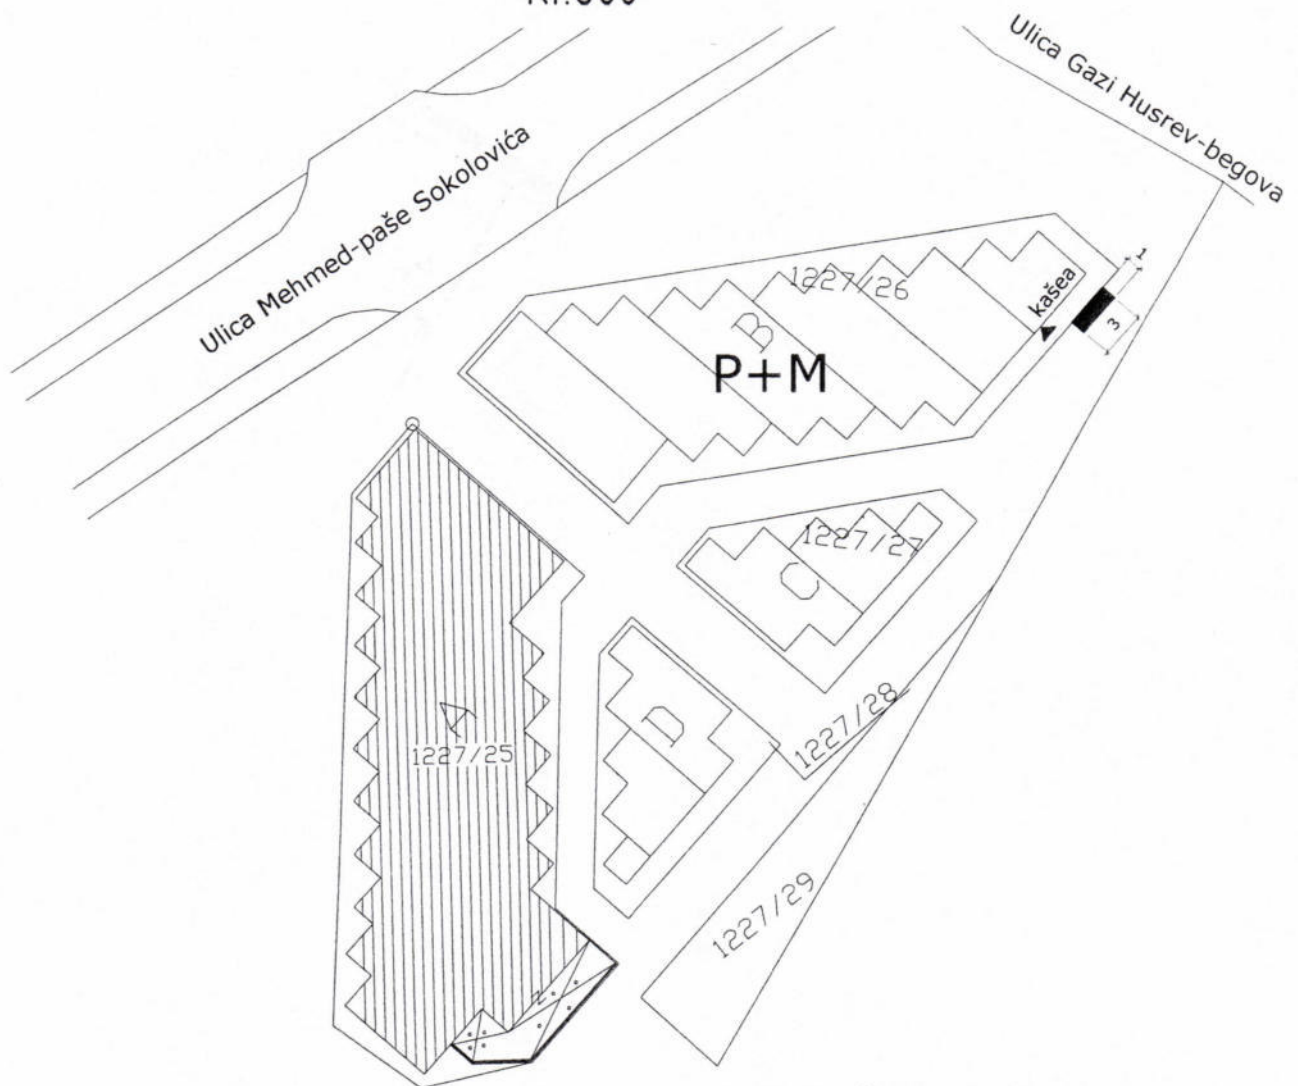 Ulica Gazi Husrev-begova
Ulica Mehmed-paše Sokolovića
1227/26
kašea
1
3
B
P+M
1227/27
C
D
A
1227/25
1227/28
1227/29